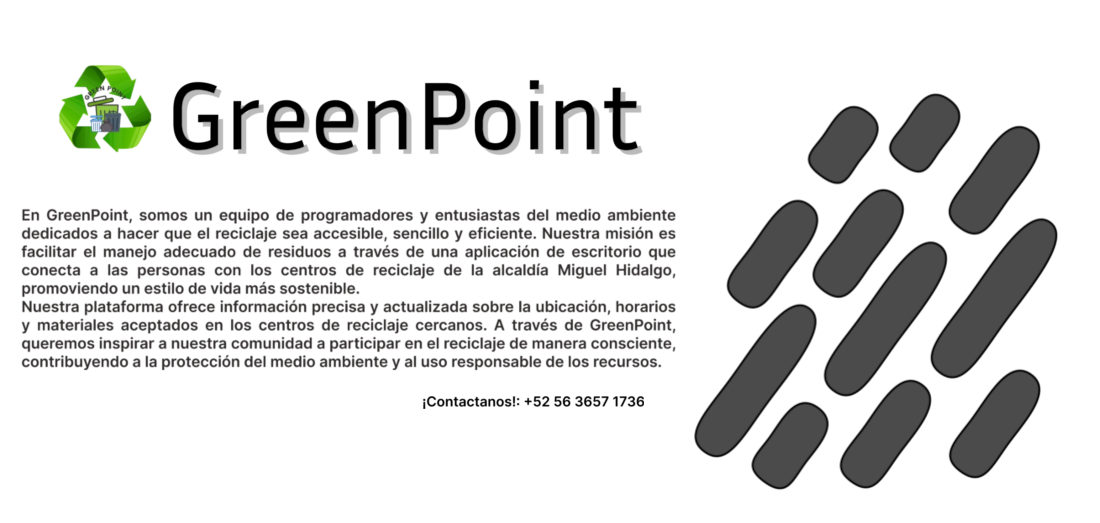 GREEN POINT
GreenPoint
En GreenPoint, somos un equipo de programadores y entusiastas del medio ambiente
dedicados a hacer que el reciclaje sea accesible, sencillo y eficiente. Nuestra misión es
facilitar el manejo adecuado de residuos a través de una aplicación de escritorio que
conecta a las personas con los centros de reciclaje de la alcaldía Miguel Hidalgo,
promoviendo un estilo de vida más sostenible.
Nuestra plataforma ofrece información precisa y actualizada sobre la ubicación, horarios
y materiales aceptados en los centros de reciclaje cercanos. A través de GreenPoint,
queremos inspirar a nuestra comunidad a participar en el reciclaje de manera consciente,
contribuyendo a la protección del medio ambiente y al uso responsable de los recursos.
¡Contactanos!: +52 56 3657 1736